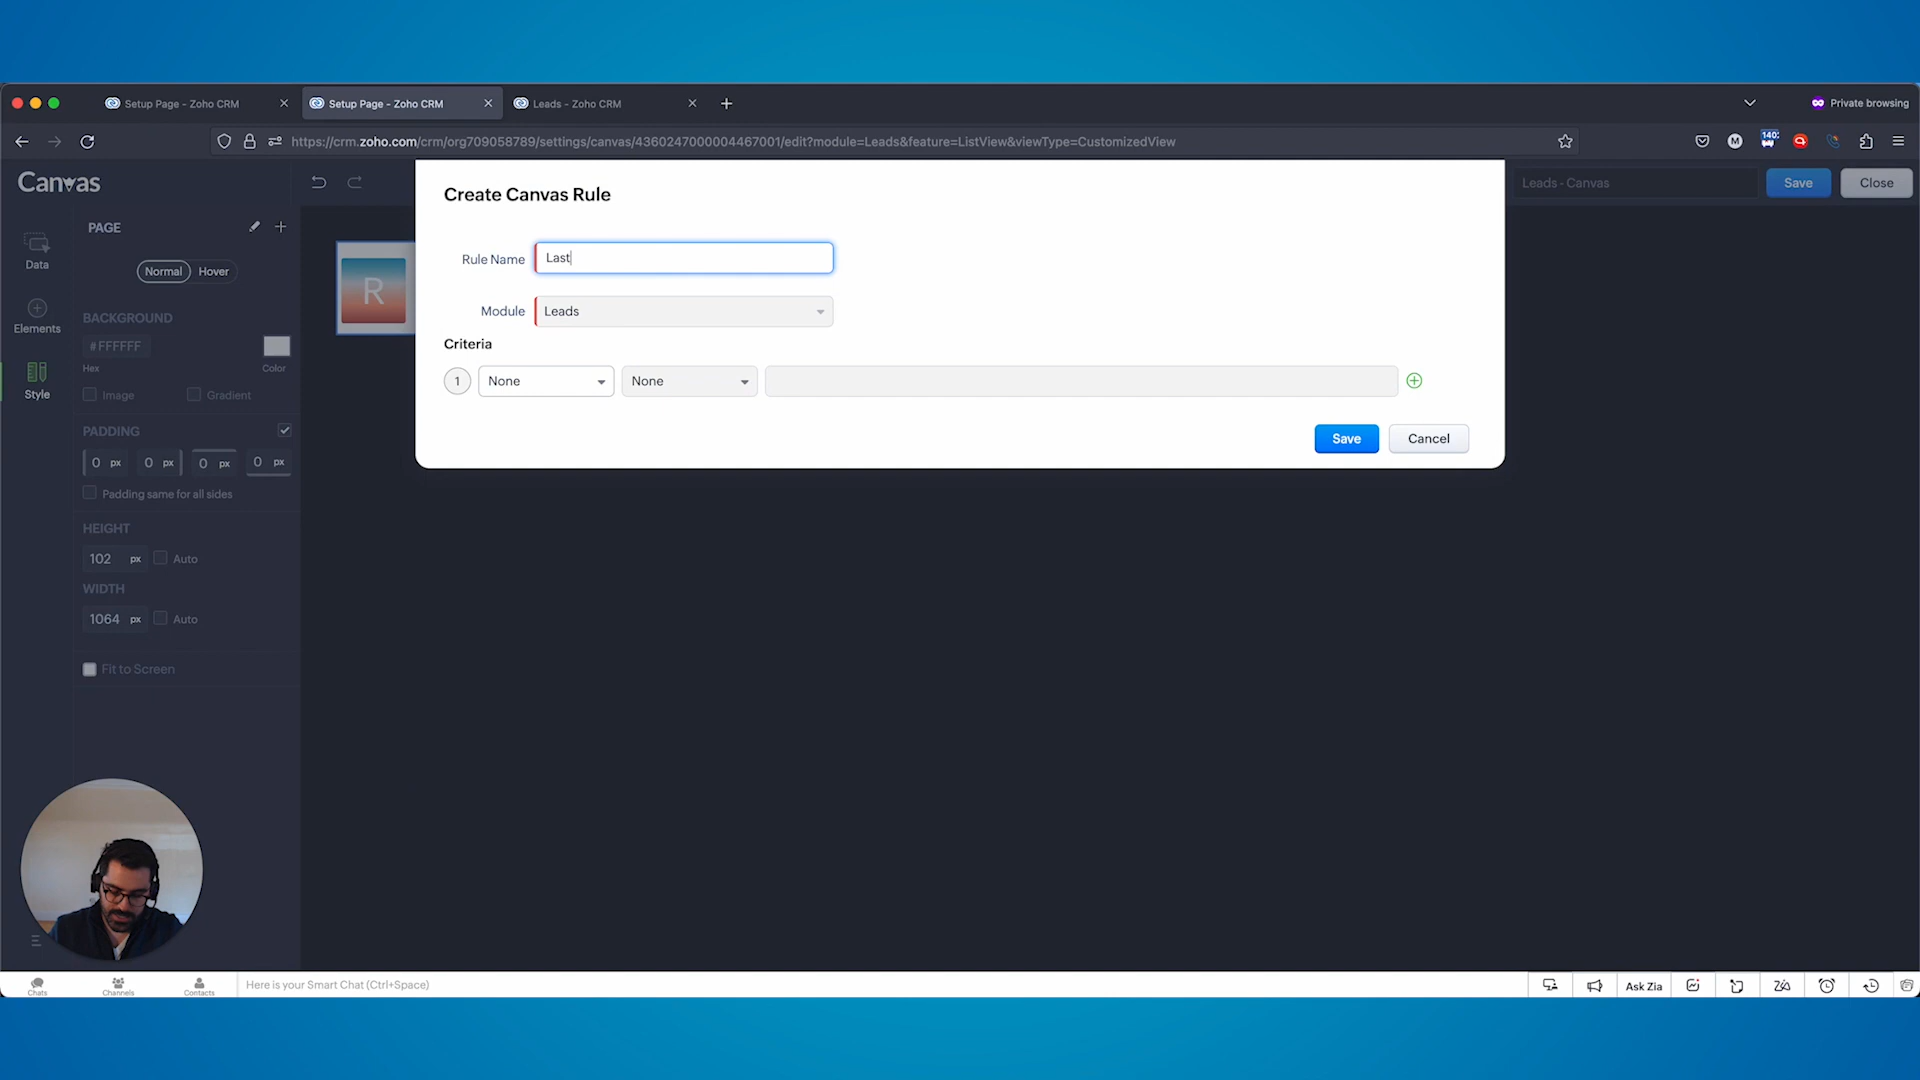 Setup Page - Zoho CRM
Setup Page - Zoho CRM
Leads - Zoho CRM
Private browsing
https://crm.zoho.com/crm/org709058789/settings/canvas/4360247000004467001/edit?module=Leads&feature=ListView&viewType=CustomizedView
M
140
Canvas
Leads - Canvas
Save
Close
Create Canvas Rule
Rule Name
Last
Module
Leads
Criteria
1
None
None
Save
Cancel
Data
Elements
Style
PAGE
Normal
Hover
BACKGROUND
#FFFFFF
Hex
Color
Image
Gradient
PADDING
0 px
0 px
0 px
0 px
Padding same for all sides
HEIGHT
102 px
Auto
WIDTH
1064 px
Auto
Fit to Screen
R
Chats
Channels
Contacts
Here is your Smart Chat (Ctrl+Space)
Ask Zia